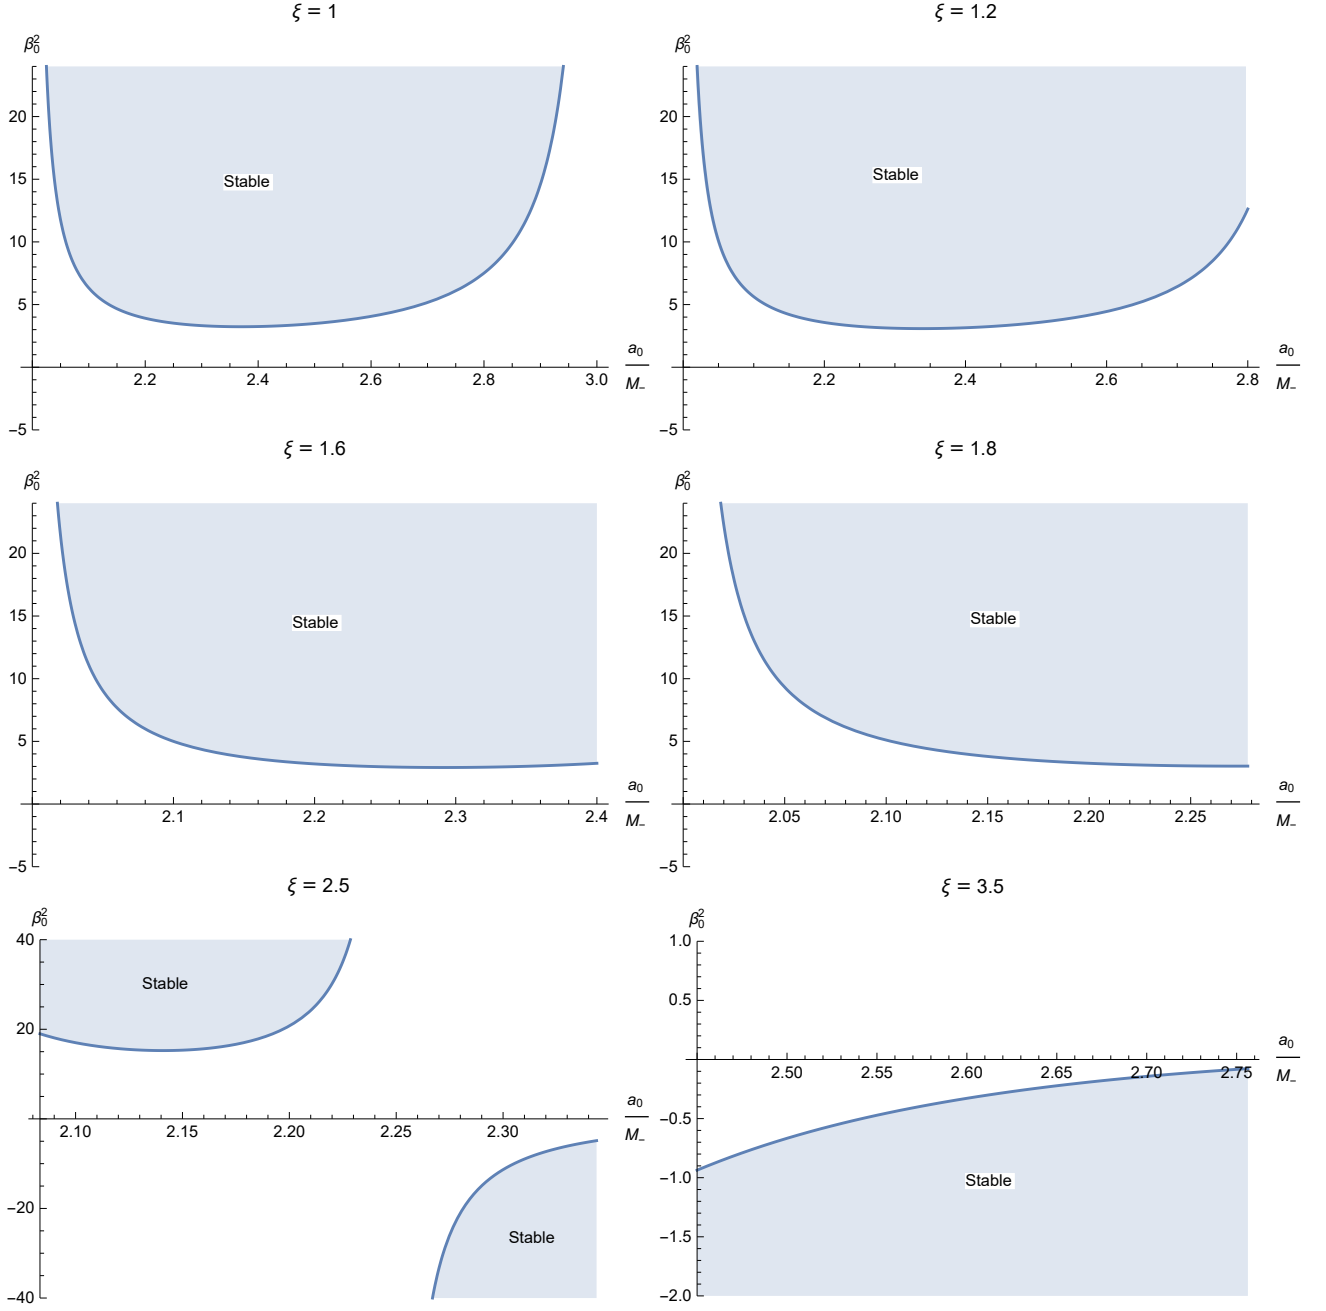 ξ = 1
β₀²
20
15
10
5
−5
Stable
2.2 2.4 2.6 2.8 3.0
a₀
M₋
ξ = 1.2
β₀²
20
15
10
5
−5
Stable
2.2 2.4 2.6 2.8
a₀
M₋
ξ = 1.6
β₀²
20
15
10
5
−5
Stable
2.1 2.2 2.3 2.4
a₀
M₋
ξ = 1.8
β₀²
20
15
10
5
−5
Stable
2.05 2.10 2.15 2.20 2.25
a₀
M₋
ξ = 2.5
β₀²
40
20
−20
−40
Stable
2.10 2.15 2.20 2.25 2.30
a₀
M₋
Stable
ξ = 3.5
β₀²
1.0
0.5
−0.5
−1.0
−1.5
−2.0
2.50 2.55 2.60 2.65 2.70 2.75
a₀
M₋
Stable